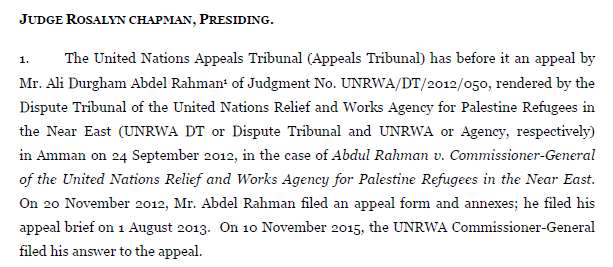 JUDGE ROSALYN CHAPMAN, PRESIDING.
1. The United Nations Appeals Tribunal (Appeals Tribunal) has before it an appeal by
Mr. Ali Durgham Abdel Rahman¹ of Judgment No. UNRWA/DT/2012/050, rendered by the
Dispute Tribunal of the United Nations Relief and Works Agency for Palestine Refugees in
the Near East (UNRWA DT or Dispute Tribunal and UNRWA or Agency, respectively)
in Amman on 24 September 2012, in the case of Abdul Rahman v. Commissioner-General
of the United Nations Relief and Works Agency for Palestine Refugees in the Near East.
On 20 November 2012, Mr. Abdel Rahman filed an appeal form and annexes; he filed his
appeal brief on 1 August 2013. On 10 November 2015, the UNRWA Commissioner-General
filed his answer to the appeal.